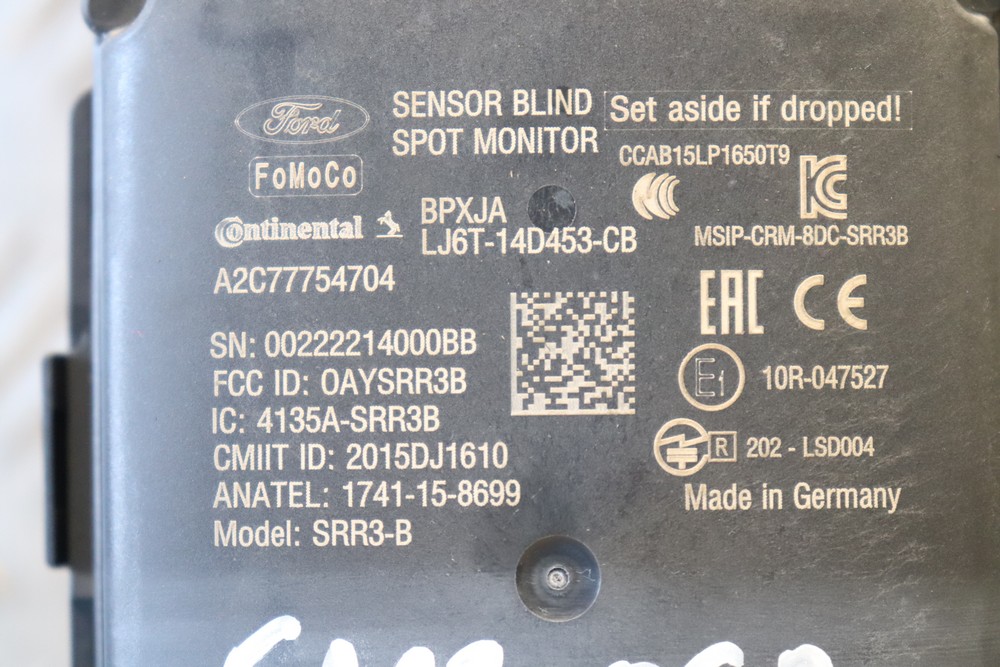 Ford
SENSOR BLIND
SPOT MONITOR
Set aside if dropped!
FoMoCo
CCAB15LP1650T9
Continental
BPXJA
LJ6T-14D453-CB
MSIP-CRM-8DC-SRR3B
A2C77754704
EAC CE
SN: 00222214000BB
FCC ID: OAYSRR3B
IC: 4135A-SRR3B
CMIIT ID: 2015DJ1610
ANATEL: 1741-15-8699
Model: SRR3-B
E1 10R-047527
R 202 - LSD004
Made in Germany